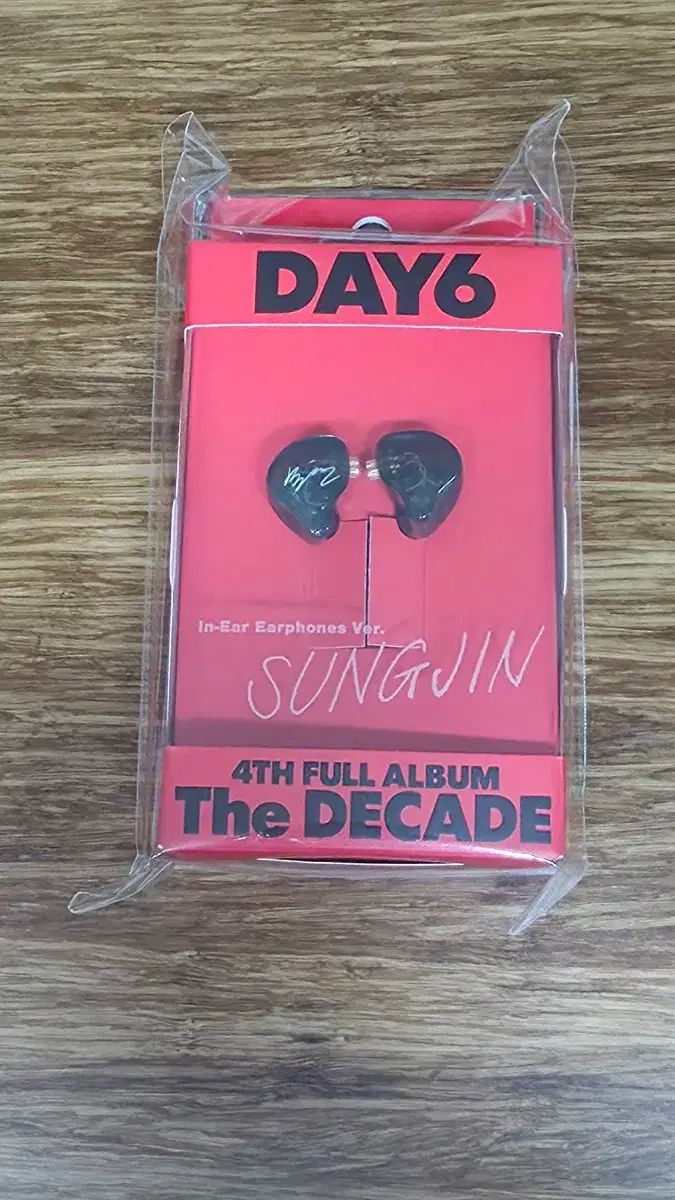 DAY6
In-Ear Earphones Ver.
SUNGJIN
4TH FULL ALBUM
The DECADE